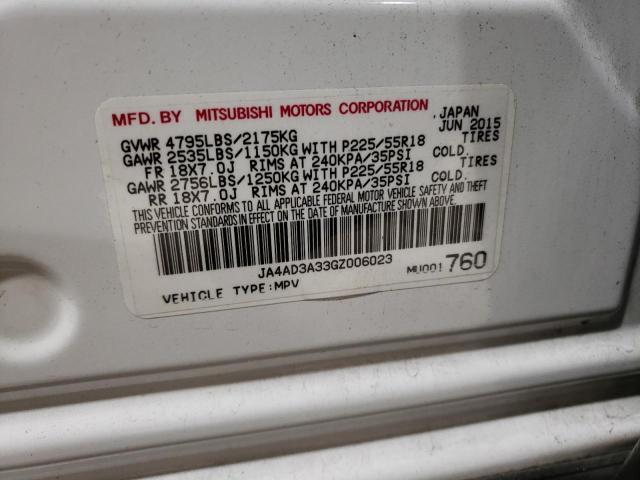 MFD. BY MITSUBISHI MOTORS CORPORATION, JAPAN
GVWR 4795LBS/2175KG JUN 2015
GAWR 2535LBS/1150KG WITH P225/55R18 TIRES
FR 18X7.0J RIMS AT 240KPA/35PSI COLD.
GAWR 2756LBS/1250KG WITH P225/55R18 TIRES
RR 18X7.0J RIMS AT 240KPA/35PSI COLD.
THIS VEHICLE CONFORMS TO ALL APPLICABLE FEDERAL MOTOR VEHICLE SAFETY AND THEFT
PREVENTION STANDARDS IN EFFECT ON THE DATE OF MANUFACTURE SHOWN ABOVE.
JA4AD3A33GZ006023
MU001 760
VEHICLE TYPE:MPV